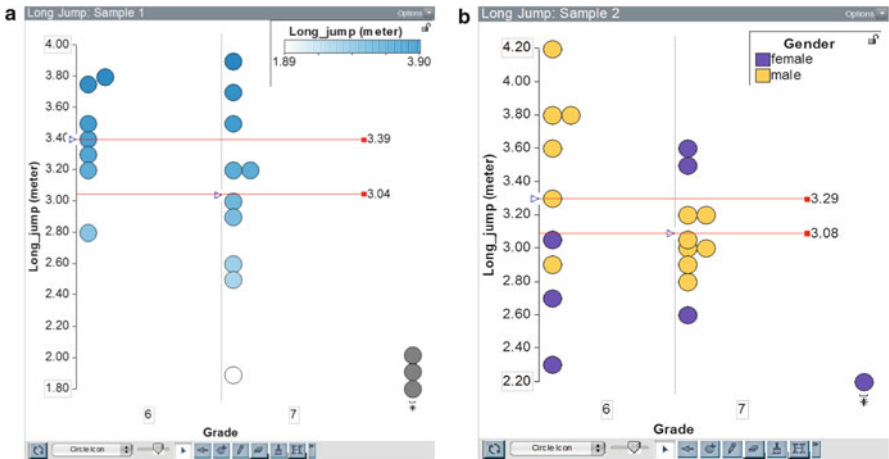 a
Long Jump: Sample 1
Options
Long_jump (meter)
1.89 3.90
4.00
3.80
3.60
3.40
3.20
3.00
2.80
2.60
2.40
2.20
2.00
1.80
Long_jump (meter)
3.39
3.04
6 7
Grade
Circle Icon
b
Long Jump: Sample 2
Options
Gender
female
male
4.20
3.80
3.60
3.40
3.20
3.00
2.80
2.60
2.40
2.20
Long_jump (meter)
3.29
3.08
6 7
Grade
Circle Icon